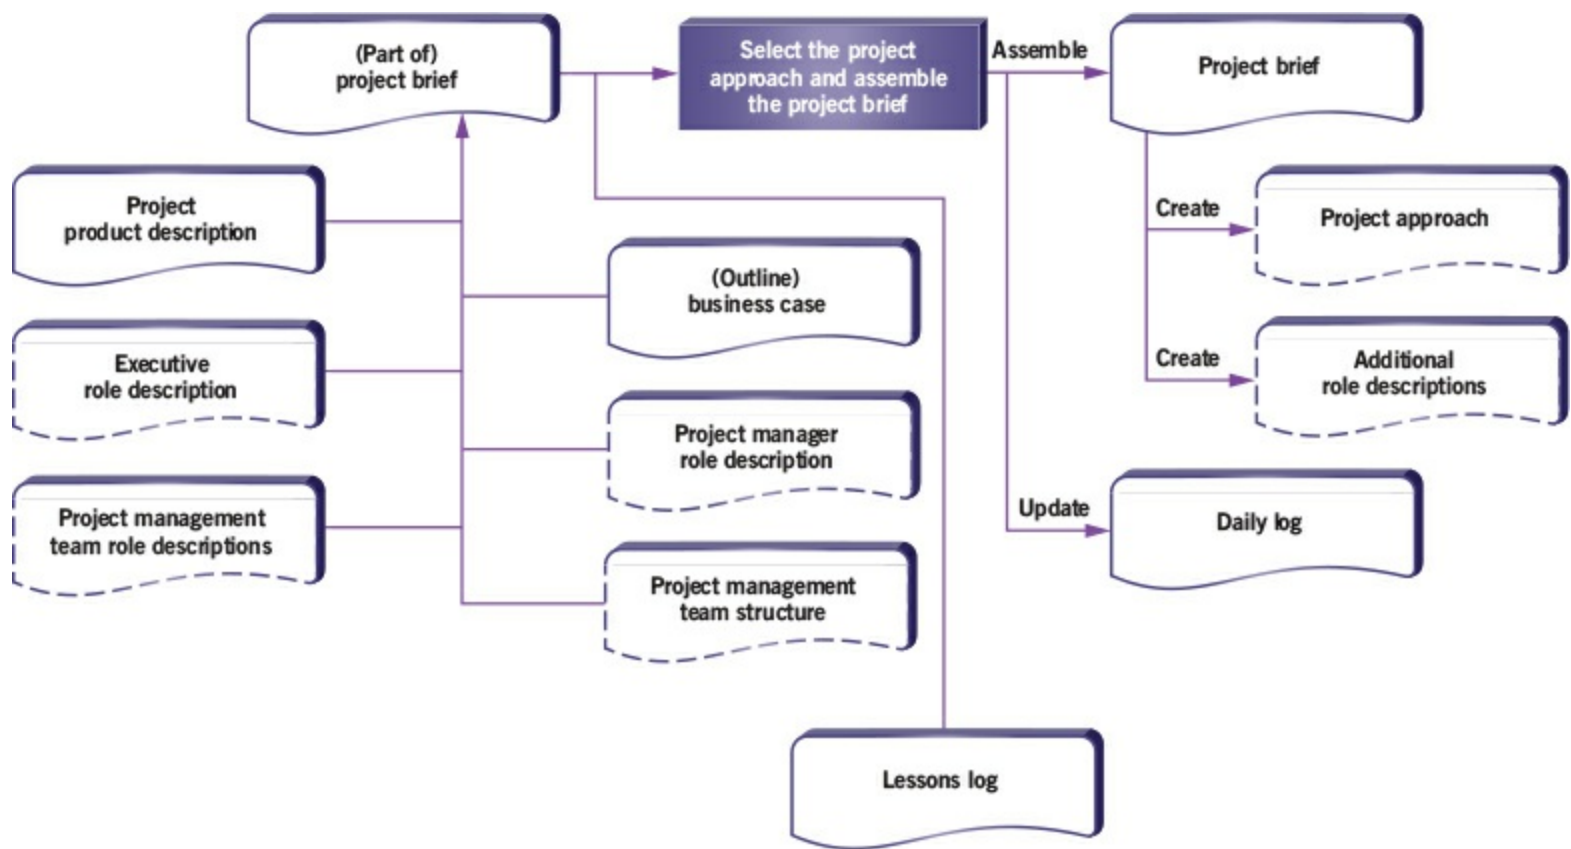 (Part of)
project brief
Select the project
approach and assemble
the project brief
Assemble
Project brief
Project
product description
Create
Project approach
(Outline)
business case
Executive
role description
Create
Additional
role descriptions
Project manager
role description
Project management
team role descriptions
Update
Daily log
Project management
team structure
Lessons log